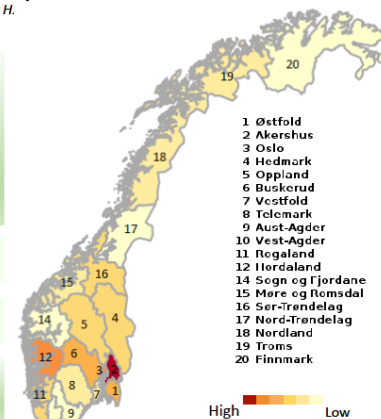 H.
20
19
18
17
16
15
14
5
4
12
6
3
2
8
11
7
1
9
1 Østfold
2 Akershus
3 Oslo
4 Hedmark
5 Oppland
6 Buskerud
7 Vestfold
8 Telemark
9 Aust-Agder
10 Vest-Agder
11 Rogaland
12 Hordaland
14 Sogn og Fjordane
15 Møre og Romsdal
16 Sør-Trøndelag
17 Nord-Trøndelag
18 Nordland
19 Troms
20 Finnmark
High Low